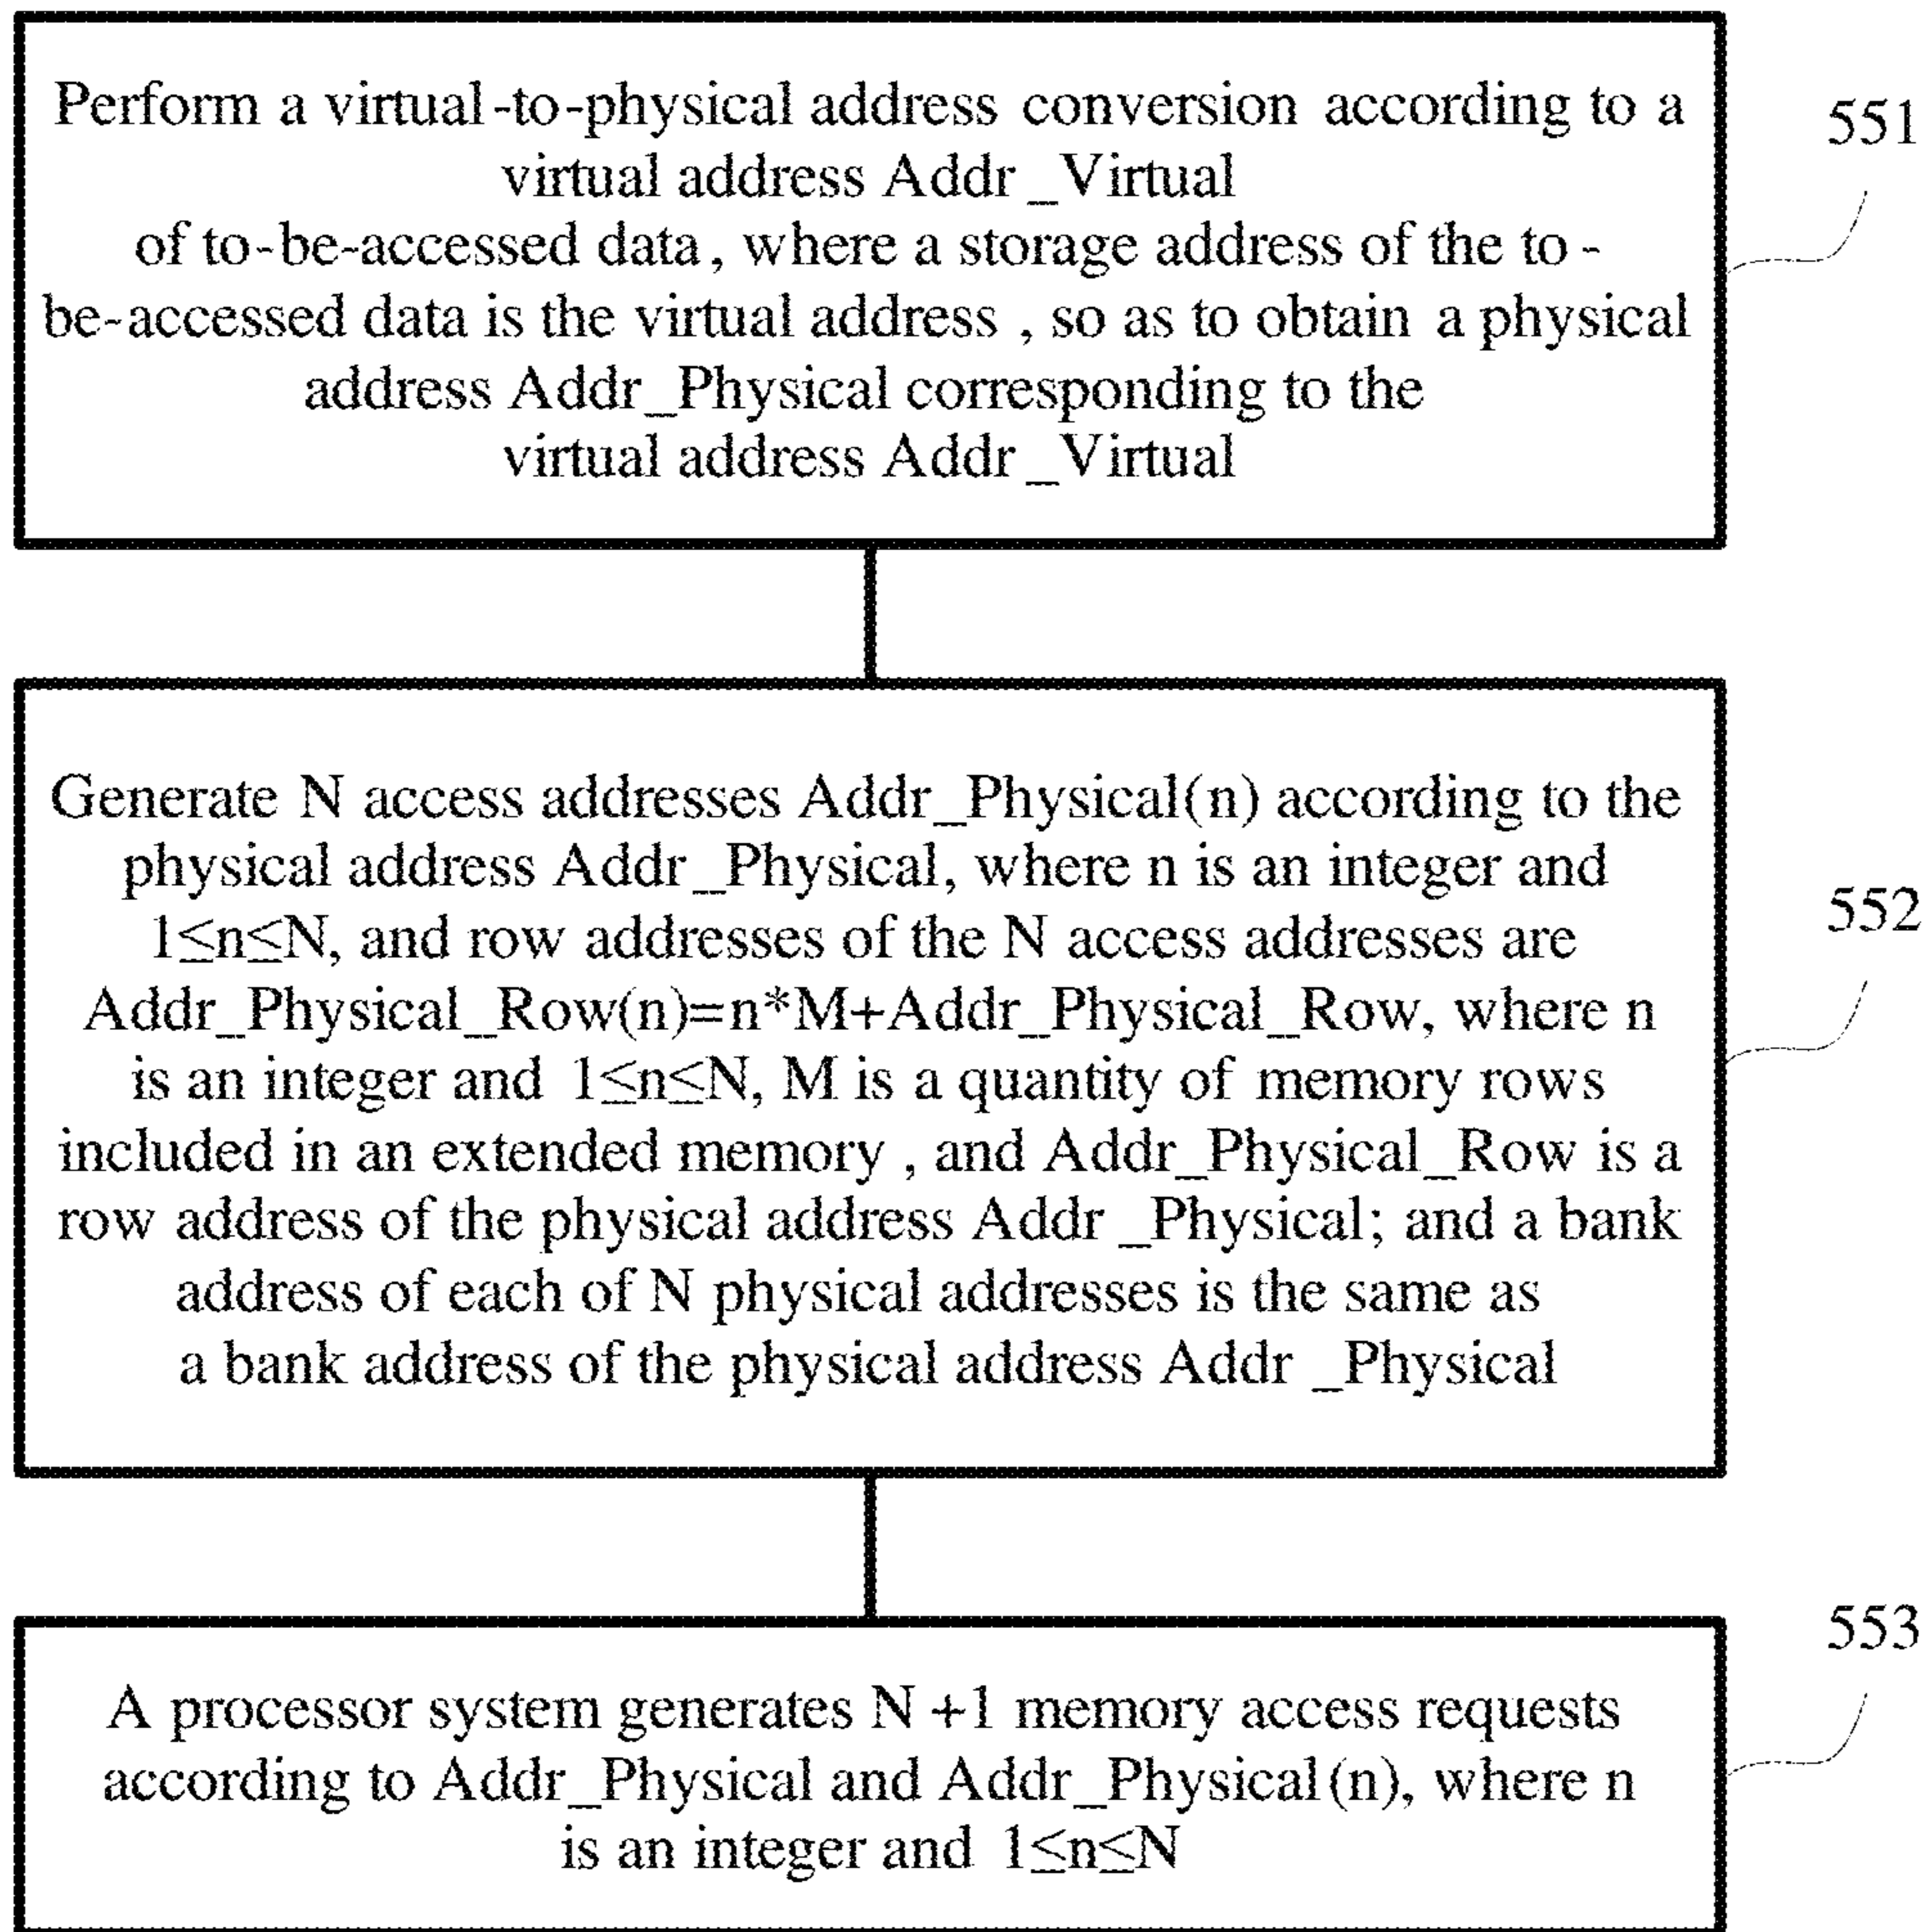 Perform a virtual-to-physical address conversion according to a
virtual address Addr_Virtual
of to-be-accessed data, where a storage address of the to-
be-accessed data is the virtual address , so as to obtain a physical
address Addr_Physical corresponding to the
virtual address Addr_Virtual
551
Generate N access addresses Addr_Physical(n) according to the
physical address Addr_Physical, where n is an integer and
1≤n≤N, and row addresses of the N access addresses are
Addr_Physical_Row(n)=n*M+Addr_Physical_Row, where n
is an integer and 1≤n≤N, M is a quantity of memory rows
included in an extended memory , and Addr_Physical_Row is a
row address of the physical address Addr _Physical; and a bank
address of each of N physical addresses is the same as
a bank address of the physical address Addr _Physical
552
A processor system generates N +1 memory access requests
according to Addr_Physical and Addr_Physical(n), where n
is an integer and 1≤n≤N
553